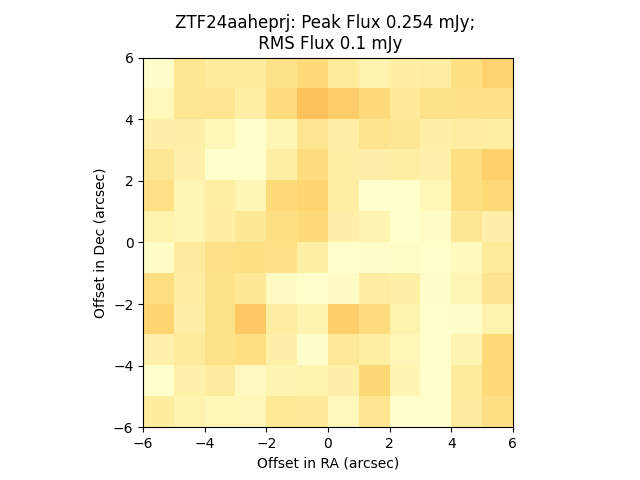 ZTF24aaheprj: Peak Flux 0.254 mJy;
RMS Flux 0.1 mJy
6
4
2
0
−2
−4
−6
Offset in Dec (arcsec)
−6 −4 −2 0 2 4 6
Offset in RA (arcsec)